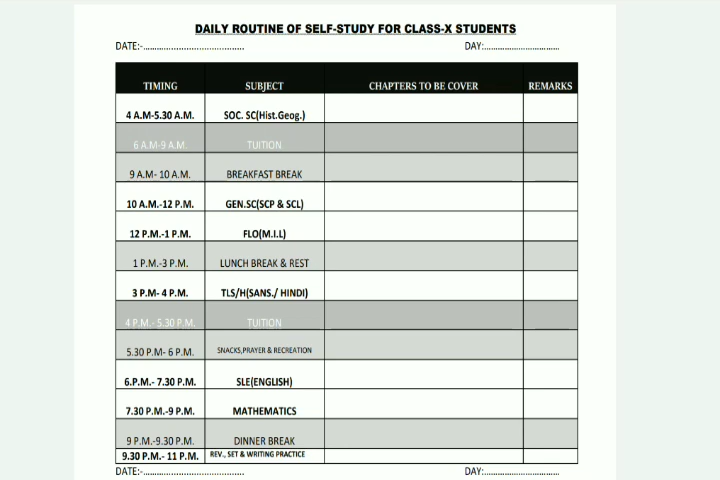 DAILY ROUTINE OF SELF-STUDY FOR CLASS-X STUDENTS
DATE:-....................................... DAY:..............................
TIMING SUBJECT CHAPTERS TO BE COVER REMARKS
4 A.M-5.30 A.M. SOC. SC(Hist.Geog.)
6 A.M-9 A.M. TUITION
9 A.M- 10 A.M. BREAKFAST BREAK
10 A.M.-12 P.M. GEN.SC(SCP & SCL)
12 P.M.-1 P.M. FLO(M.I.L)
1 P.M.-3 P.M. LUNCH BREAK & REST
3 P.M- 4 P.M. TLS/H(SANS./ HINDI)
4 P.M.- 5.30 P.M. TUITION
5.30 P.M- 6 P.M. SNACKS,PRAYER & RECREATION
6.P.M.- 7.30 P.M. SLE(ENGLISH)
7.30 P.M.-9 P.M. MATHEMATICS
9 P.M.-9.30 P.M. DINNER BREAK
9.30 P.M.- 11 P.M. REV., SET & WRITING PRACTICE
DATE:-....................................... DAY:..............................